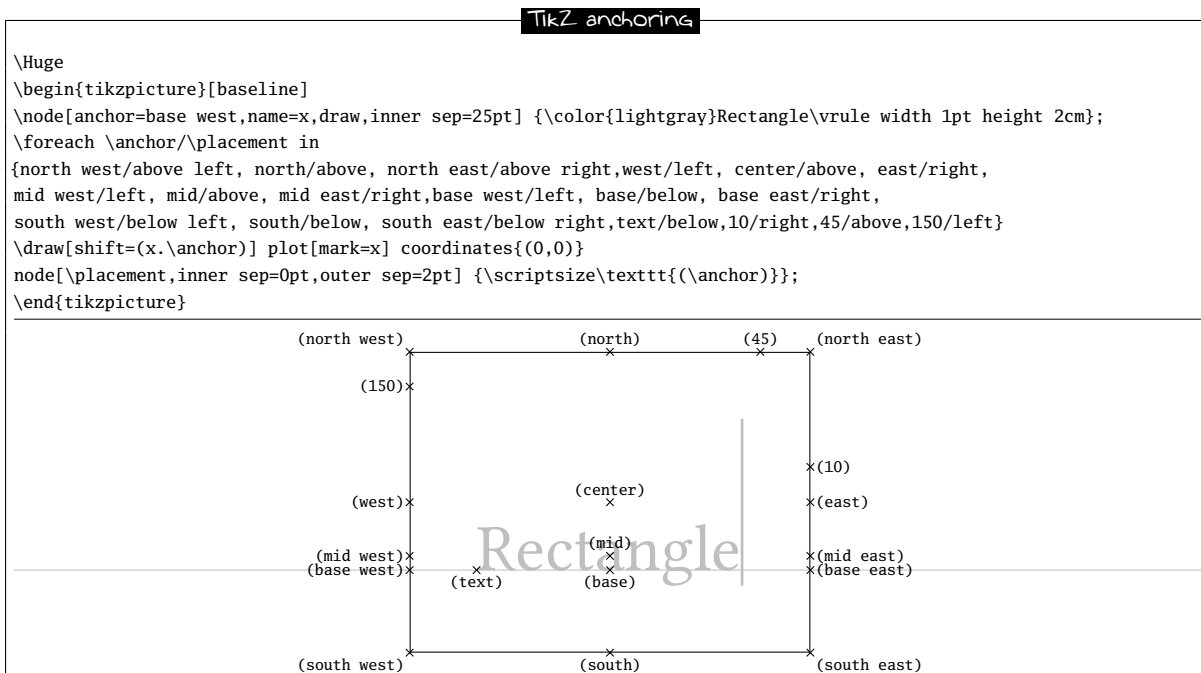 TikZ anchoring
\Huge
\begin{tikzpicture}[baseline]
\node[anchor=base west,name=x,draw,inner sep=25pt] {\color{lightgray}Rectangle\vrule width 1pt height 2cm};
\foreach \anchor/\placement in
{north west/above left, north/above, north east/above right,west/left, center/above, east/right,
mid west/left, mid/above, mid east/right,base west/left, base/below, base east/right,
south west/below left, south/below, south east/below right,text/below,10/right,45/above,150/left}
\draw[shift=(x.\anchor)] plot[mark=x] coordinates{(0,0)}
node[\placement,inner sep=0pt,outer sep=2pt] {\scriptsize\texttt{(\anchor)}};
\end{tikzpicture}
(north west) (north) (45) (north east)
(150)
(10)
(center)
(west) (east)
Rectangle
(mid)
(mid west) (mid east)
(base west) (base east)
(text) (base)
(south west) (south) (south east)